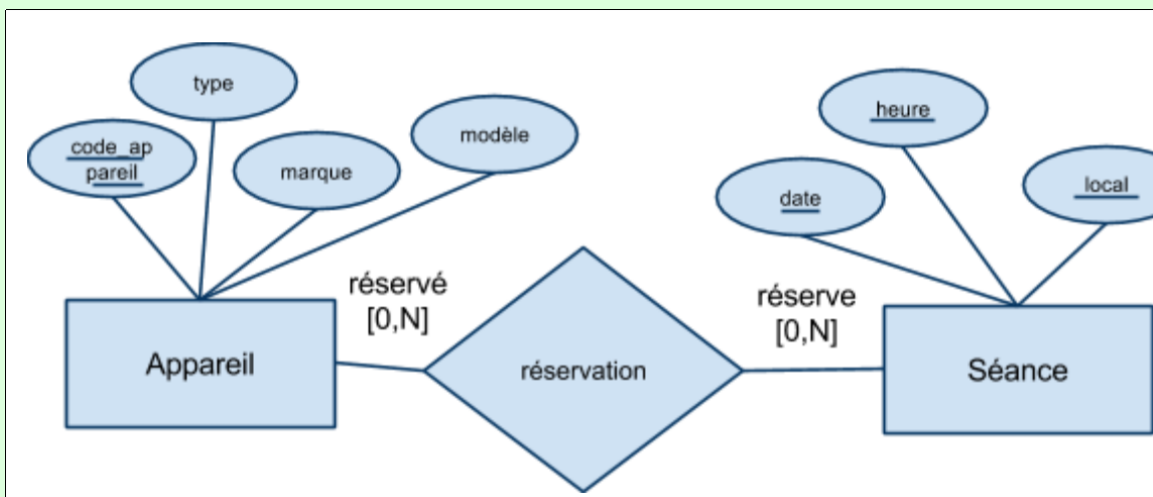 type
heure
code_ap
pareil
marque
modèle
date
local
réservé
[0,N]
réserve
[0,N]
Appareil
réservation
Séance